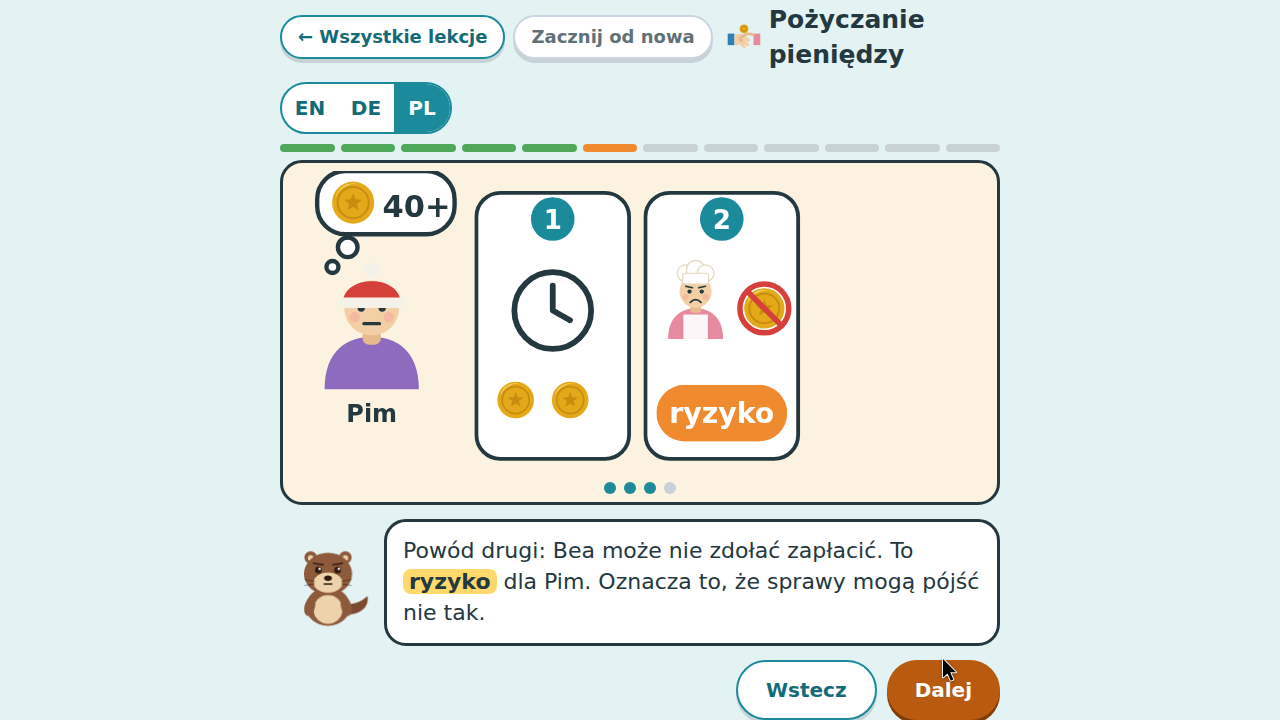 ← Wszystkie lekcje
Zacznij od nowa
Pożyczanie
pieniędzy
EN DE PL
40+
Pim
1
2
ryzyko
Powód drugi: Bea może nie zdołać zapłacić. To
ryzyko dla Pim. Oznacza to, że sprawy mogą pójść
nie tak.
Wstecz
Dalej